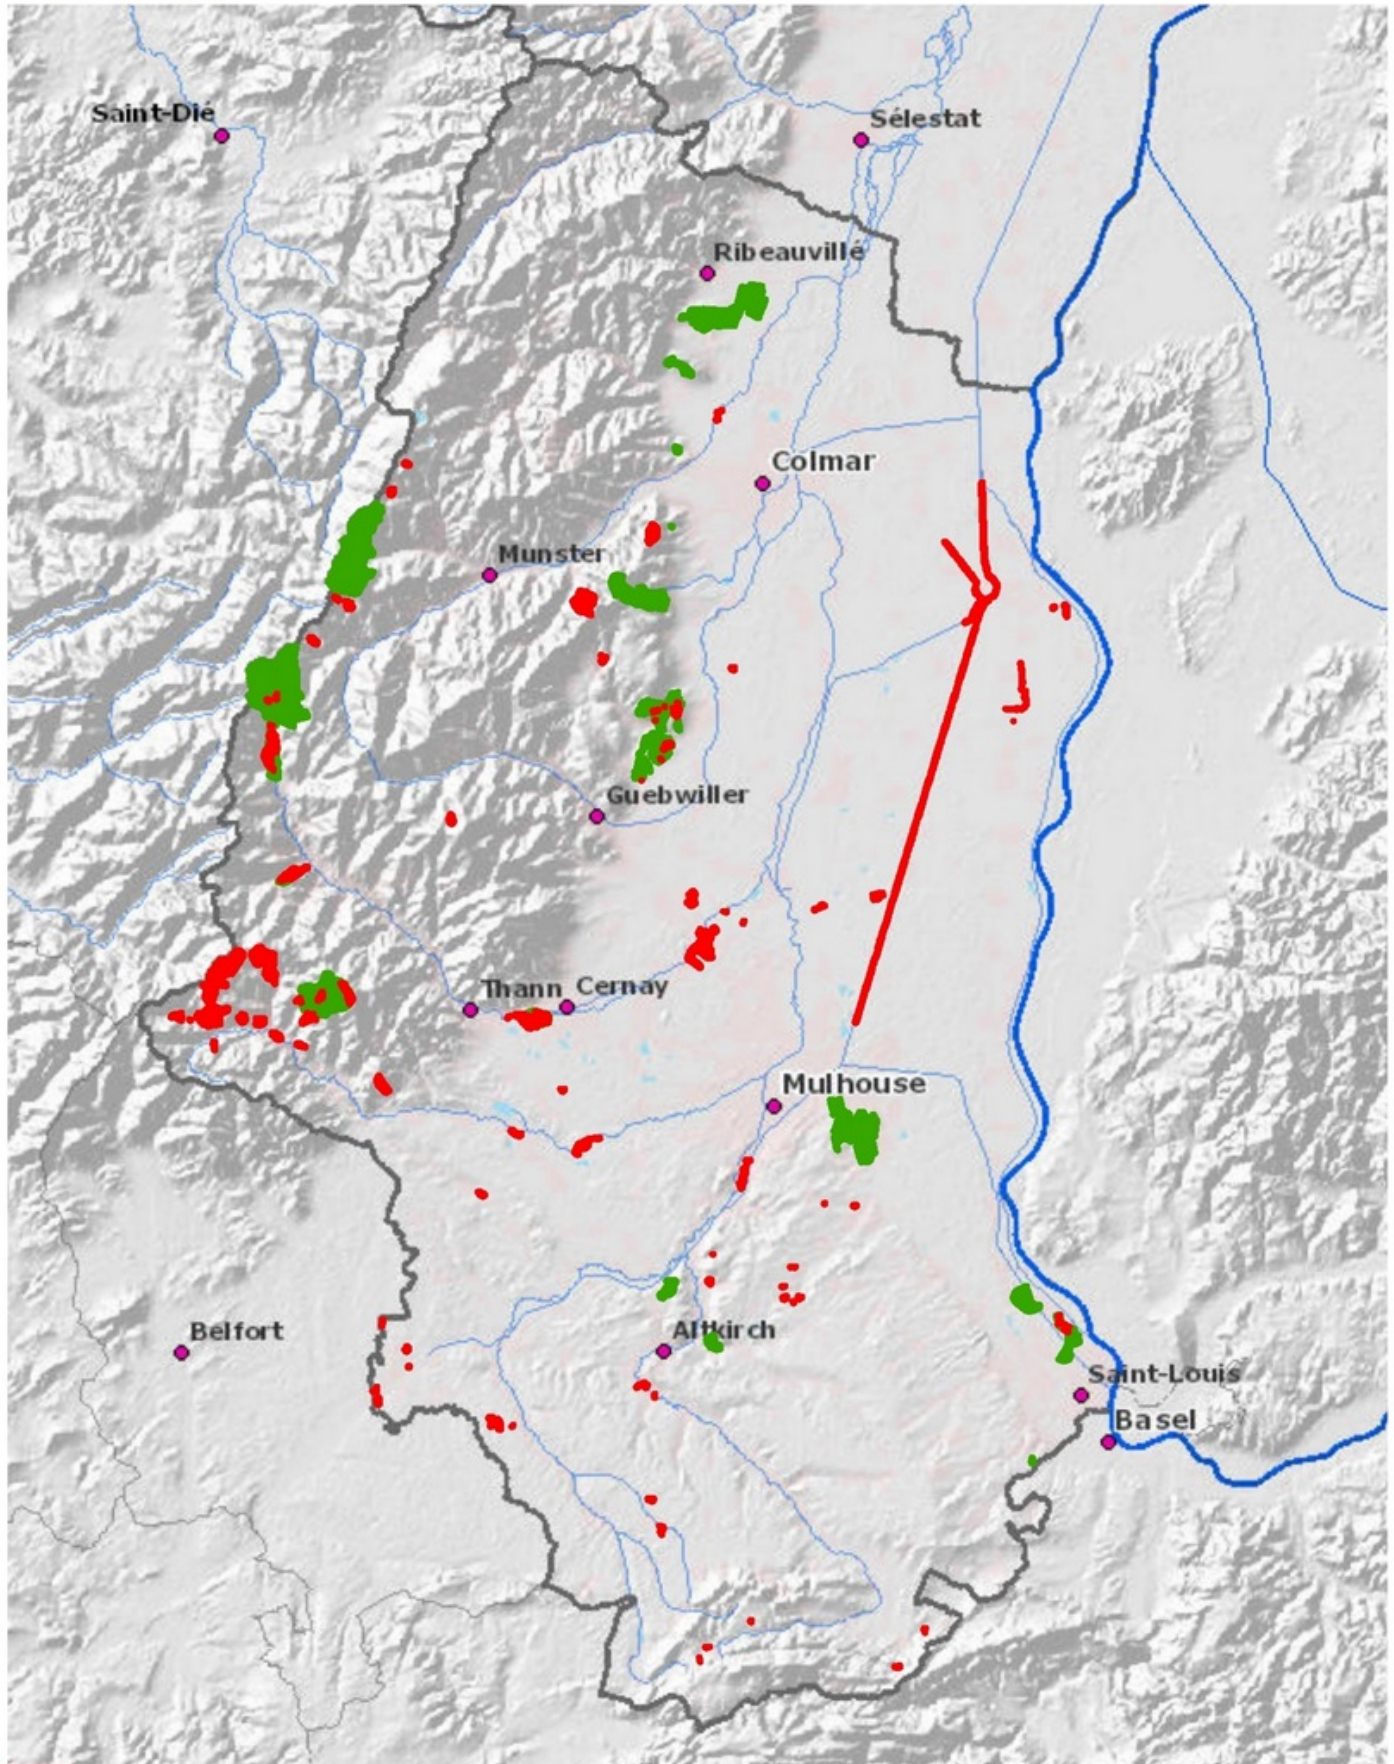 Saint-Dié
Sélestat
Ribeauvillé
Colmar
Munster
Guebwiller
Thann
Cernay
Mulhouse
Belfort
Altkirch
Saint-Louis
Basel